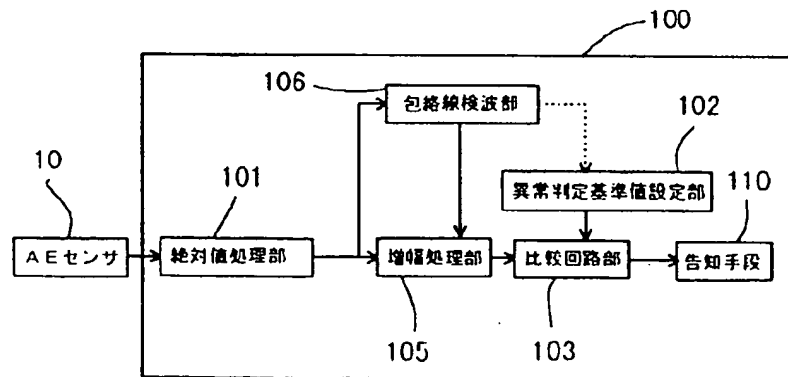 100
106
包絡線検波部
102
10
101
異常判定基準値設定部
110
AEセンサ
絶対値処理部
増幅処理部
比較回路部
告知手段
105
103